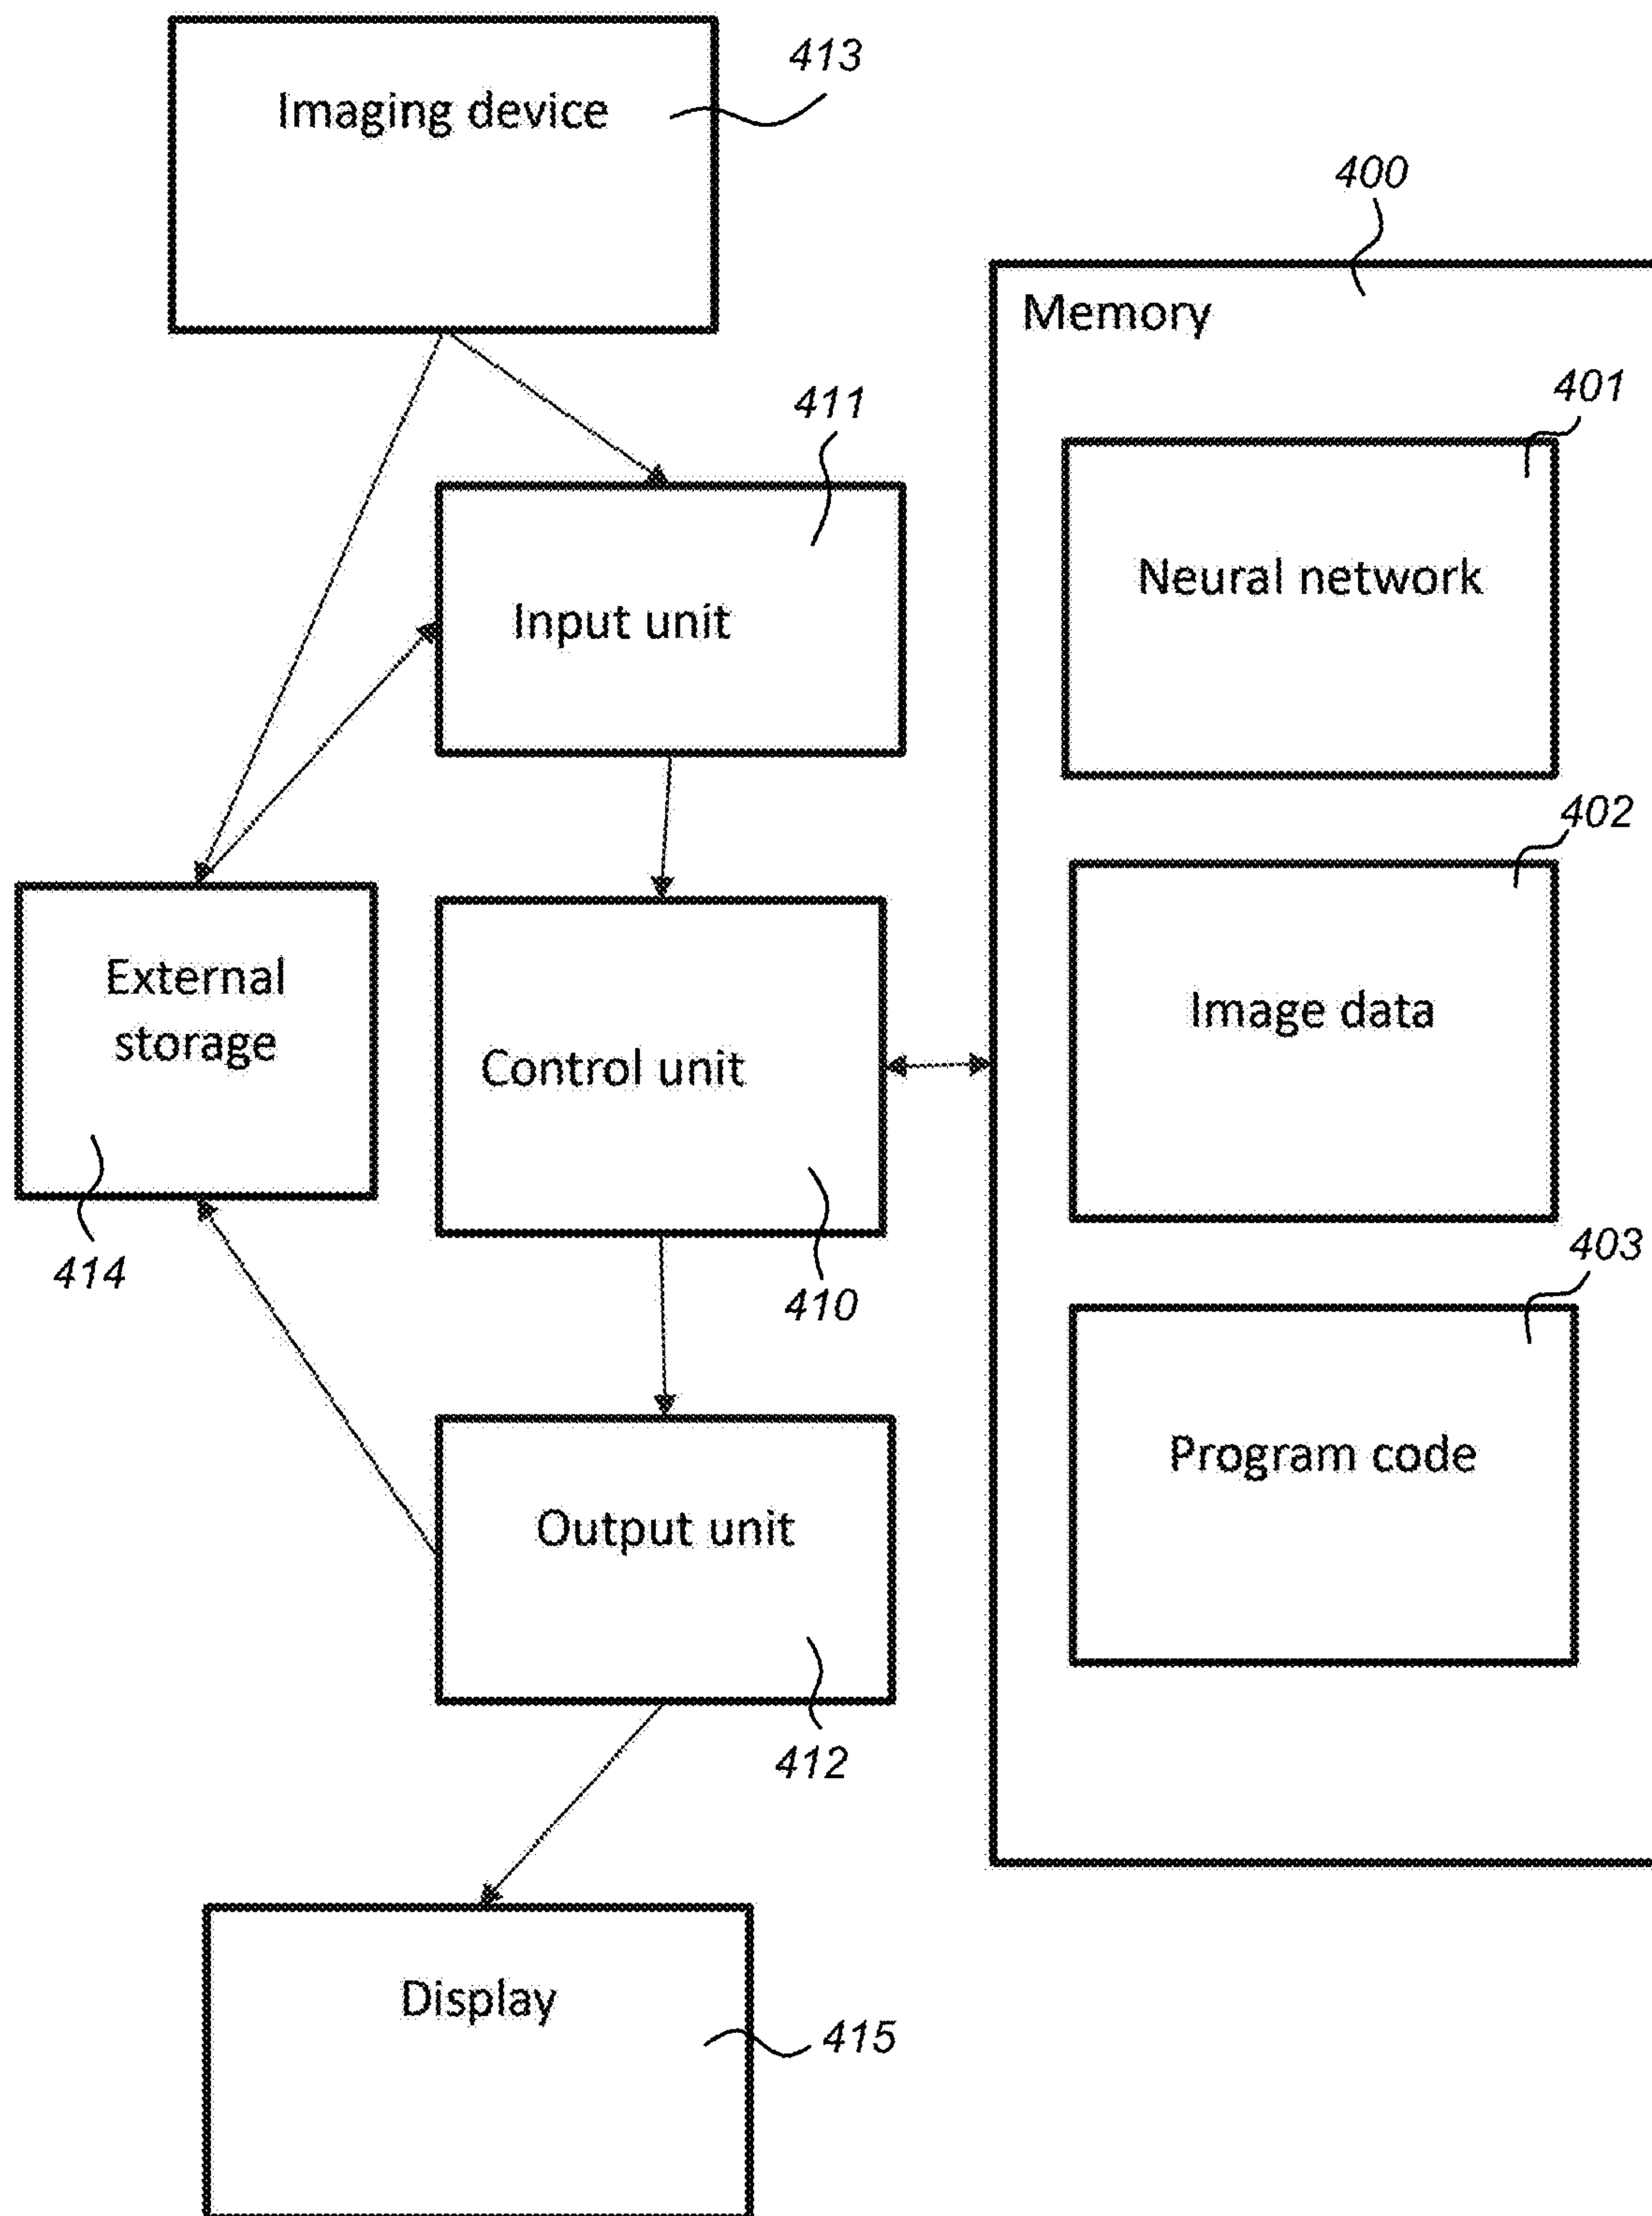 413
Imaging device
400
Memory
411
401
Input unit
Neural network
402
External
storage
Image data
Control unit
414
410
403
Program code
Output unit
412
Display
415